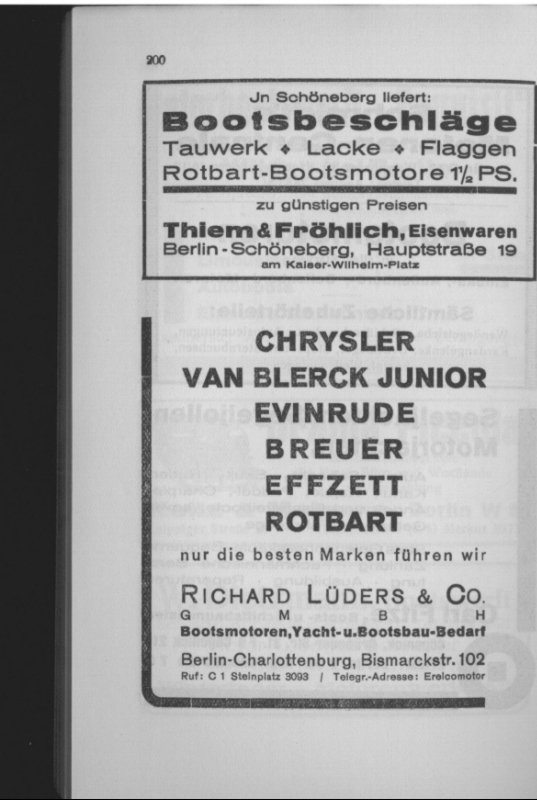 200
Jn Schöneberg liefert:
Bootsbeschläge
Tauwerk + Lacke + Flaggen
Rotbart-Bootsmotore 1½ PS.
zu günstigen Preisen
Thiem & Fröhlich, Eisenwaren
Berlin - Schöneberg, Hauptstraße 19
am Kaiser-Wilhelm-Platz
CHRYSLER
VAN BLERCK JUNIOR
EVINRUDE
BREUER
EFFZETT
ROTBART
nur die besten Marken führen wir
RICHARD LÜDERS & CO.
G M B H
Bootsmotoren, Yacht- u. Bootsbau-Bedarf
Berlin-Charlottenburg, Bismarckstr. 102
Ruf: C 1 Steinplatz 3093 / Telegr.-Adresse: Erelcomotor